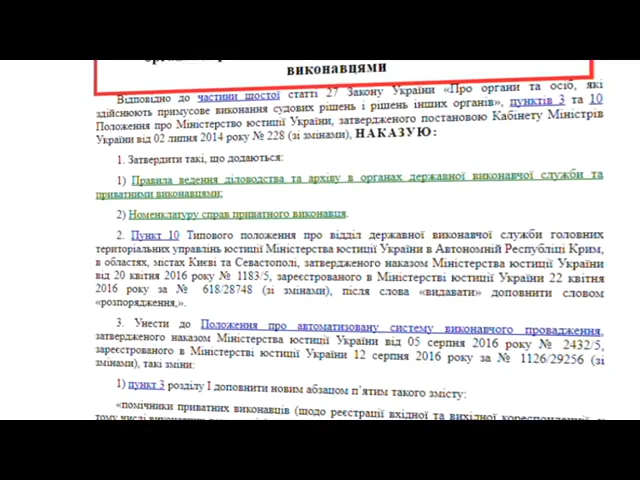 виконавцями
Відповідно до частини шостої статті 27 Закону України «Про органи та осіб, які
здійснюють примусове виконання судових рішень і рішень інших органів», пунктів 3 та 10
Положення про Міністерство юстиції України, затвердженого постановою Кабінету Міністрів
України від 02 липня 2014 року № 228 (зі змінами), НАКАЗУЮ:
1. Затвердити такі, що додаються:
1) Правила ведення діловодства та архіву в органах державної виконавчої служби та
приватними виконавцями;
2) Номенклатуру справ приватного виконавця.
2. Пункт 10 Типового положення про відділ державної виконавчої служби головних
територіальних управлінь юстиції Міністерства юстиції України в Автономній Республіці Крим,
в областях, містах Києві та Севастополі, затвердженого наказом Міністерства юстиції України
від 20 квітня 2016 року № 1183/5, зареєстрованого в Міністерстві юстиції України 22 квітня
2016 року за № 618/28748 (зі змінами), після слова «видавати» доповнити словом
«розпорядження,».
3. Унести до Положення про автоматизовану систему виконавчого провадження,
затвердженого наказом Міністерства юстиції України від 05 серпня 2016 року № 2432/5,
зареєстрованого в Міністерстві юстиції України 12 серпня 2016 року за № 1126/29256 (зі
змінами), такі зміни:
1) пункт 3 розділу І доповнити новим абзацом п’ятим такого змісту:
«помічники приватних виконавців (щодо реєстрації вхідної та вихідної кореспонденції, у
тому числі виконавчих